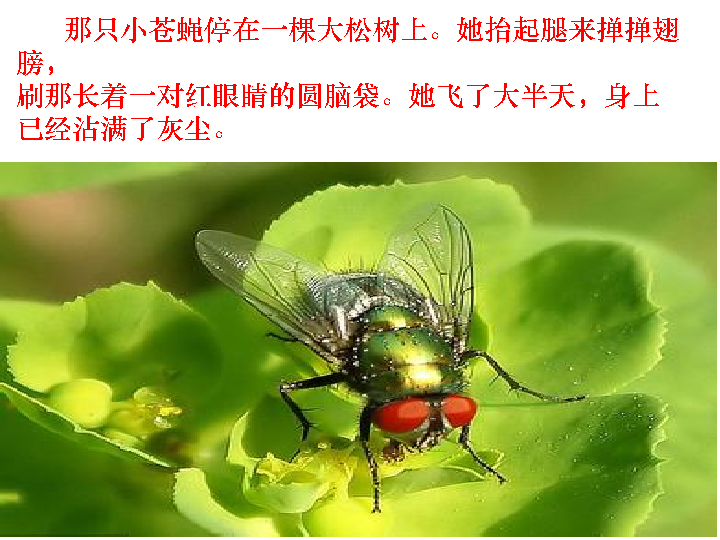 那只小苍蝇停在一棵大松树上。她抬起腿来掸掸翅
膀，
刷那长着一对红眼睛的圆脑袋。她飞了大半天，身上
已经沾满了灰尘。